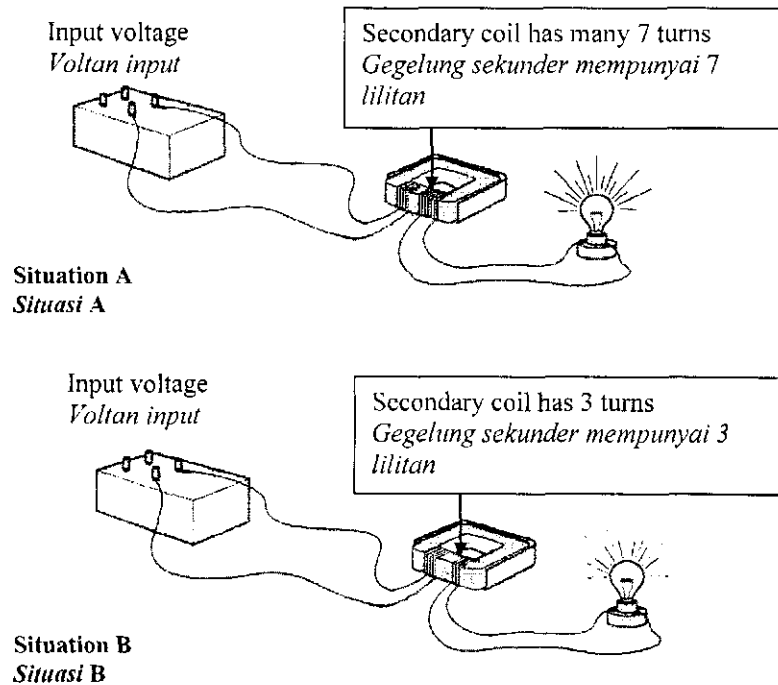 Input voltage
Voltan input
Secondary coil has many 7 turns
Gegelung sekunder mempunyai 7
lilitan
Situation A
Situasi A
Input voltage
Voltan input
Secondary coil has 3 turns
Gegelung sekunder mempunyai 3
lilitan
Situation B
Situasi B